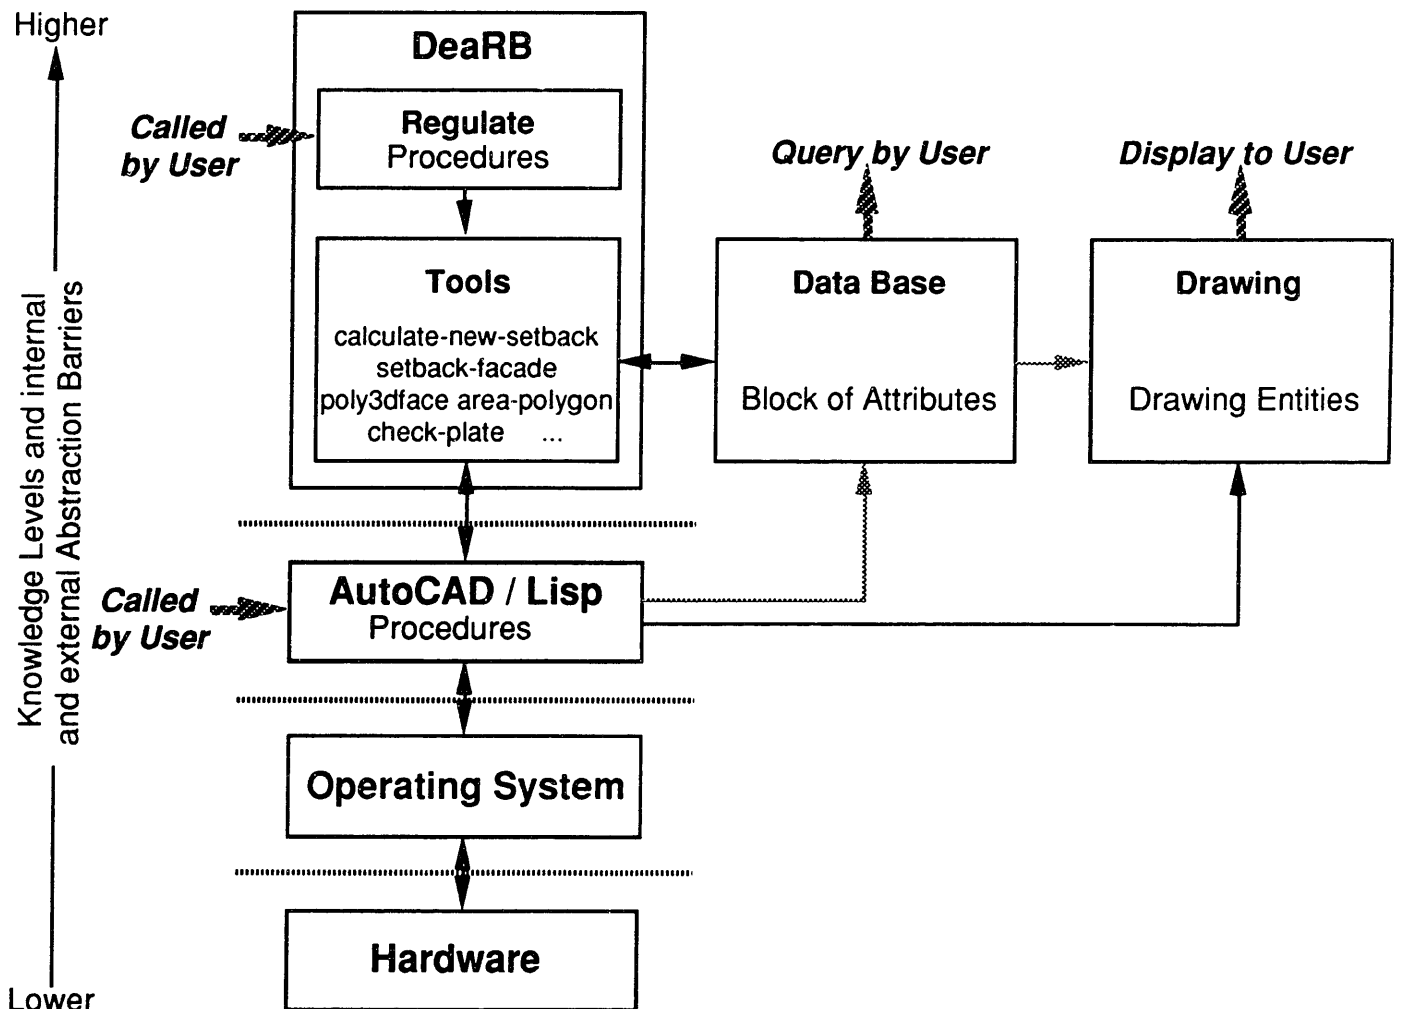 Higher
DeaRB
Regulate
Procedures
Called
by User
Query by User
Display to User
Tools
calculate-new-setback
setback-facade
poly3dface area-polygon
check-plate ...
Data Base
Block of Attributes
Drawing
Drawing Entities
Knowledge Levels and internal
and external Abstraction Barriers
AutoCAD / Lisp
Procedures
Called
by User
Operating System
Hardware
Lower